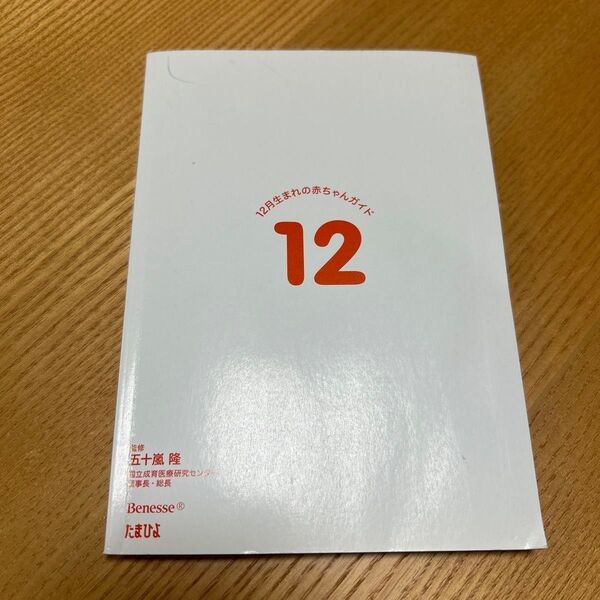 12月生まれの赤ちゃんガイド
12
監修
五十嵐 隆
国立成育医療研究センター
理事長・総長
Benesse®
たまひよ